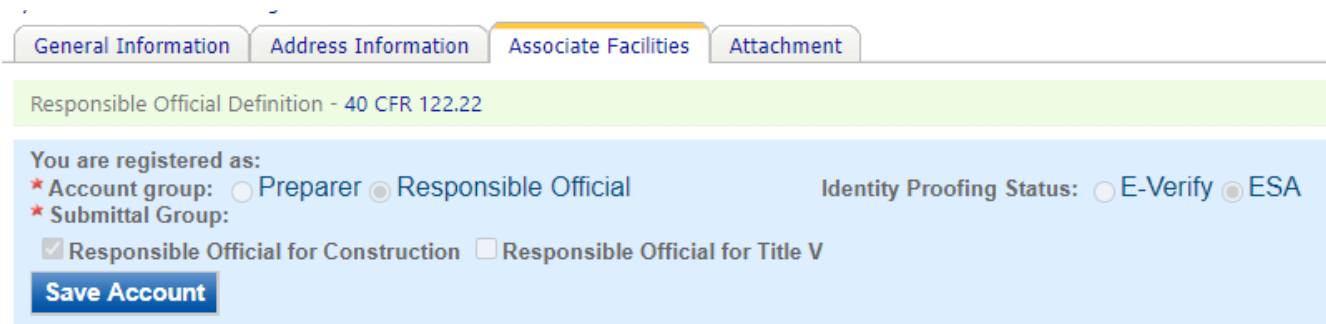 General Information Address Information Associate Facilities Attachment
Responsible Official Definition - 40 CFR 122.22
You are registered as:
* Account group: Preparer Responsible Official Identity Proofing Status: E-Verify ESA
* Submittal Group:
Responsible Official for Construction Responsible Official for Title V
Save Account